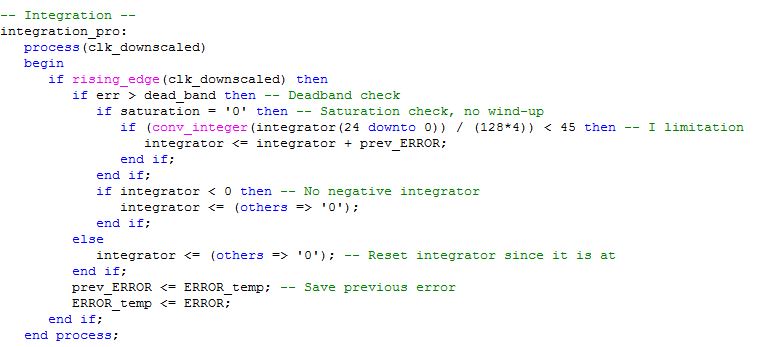 -- Integration --
integration_pro:
process(clk_downscaled)
begin
if rising_edge(clk_downscaled) then
if err > dead_band then -- Deadband check
if saturation = '0' then -- Saturation check, no wind-up
if (conv_integer(integrator(24 downto 0)) / (128*4)) < 45 then -- I limitation
integrator <= integrator + prev_ERROR;
end if;
end if;
if integrator < 0 then -- No negative integrator
integrator <= (others => '0');
end if;
else
integrator <= (others => '0'); -- Reset integrator since it is at
end if;
prev_ERROR <= ERROR_temp; -- Save previous error
ERROR_temp <= ERROR;
end if;
end process;